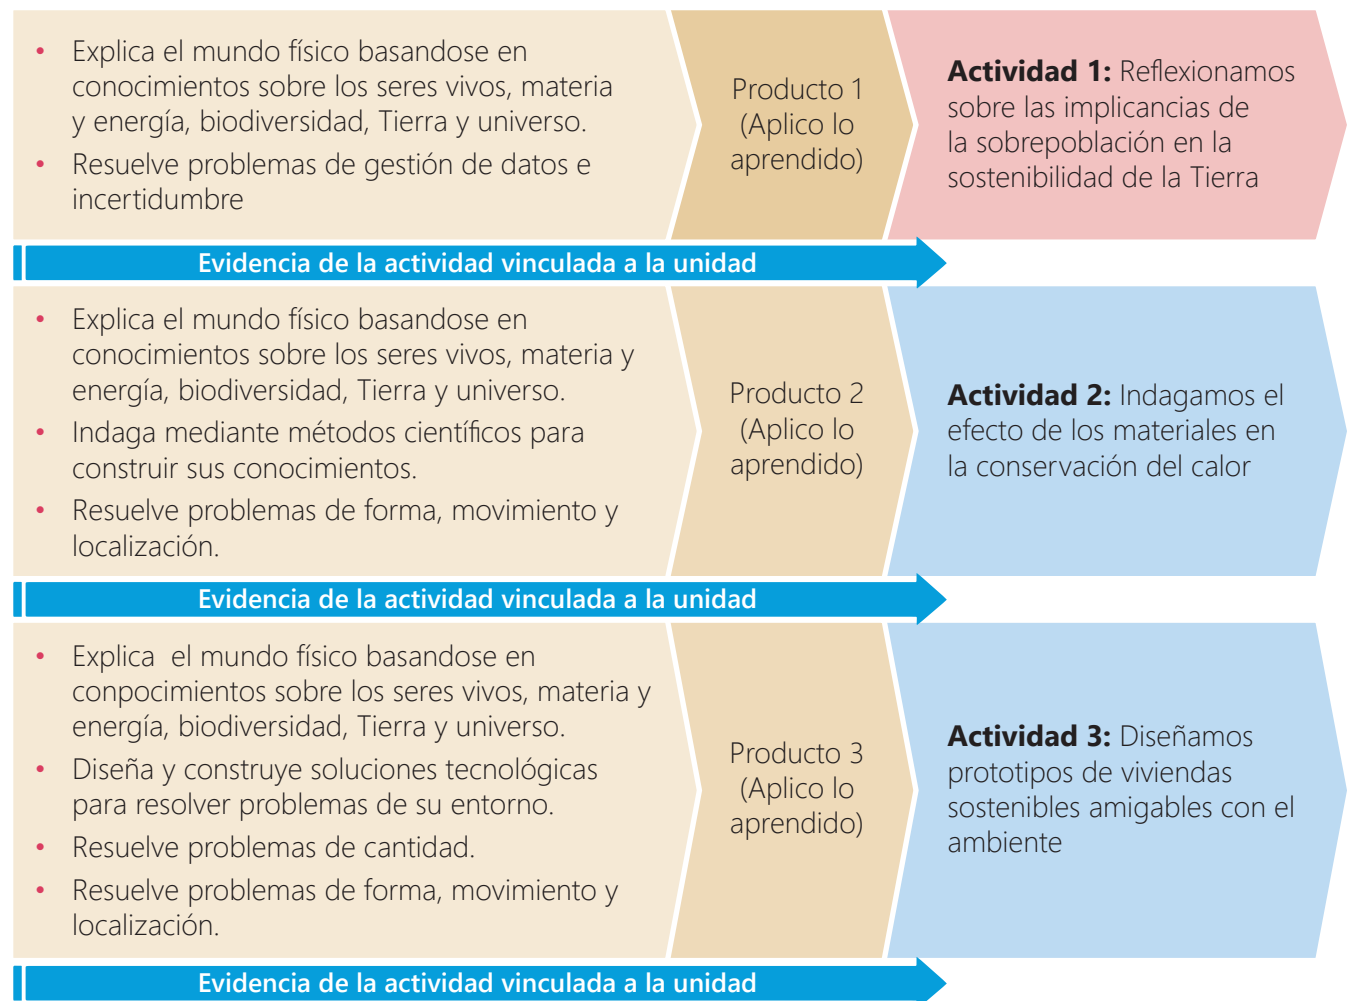 • Explica el mundo físico basandose en
conocimientos sobre los seres vivos, materia
y energía, biodiversidad, Tierra y universo.
• Resuelve problemas de gestión de datos e
incertidumbre
Producto 1
(Aplico lo
aprendido)
Actividad 1: Reflexionamos
sobre las implicancias de
la sobrepoblación en la
sostenibilidad de la Tierra
Evidencia de la actividad vinculada a la unidad
• Explica el mundo físico basandose en
conocimientos sobre los seres vivos, materia y
energía, biodiversidad, Tierra y universo.
• Indaga mediante métodos científicos para
construir sus conocimientos.
• Resuelve problemas de forma, movimiento y
localización.
Producto 2
(Aplico lo
aprendido)
Actividad 2: Indagamos el
efecto de los materiales en
la conservación del calor
Evidencia de la actividad vinculada a la unidad
• Explica  el mundo físico basandose en
conpocimientos sobre los seres vivos, materia y
energía, biodiversidad, Tierra y universo.
• Diseña y construye soluciones tecnológicas
para resolver problemas de su entorno.
• Resuelve problemas de cantidad.
• Resuelve problemas de forma, movimiento y
localización.
Producto 3
(Aplico lo
aprendido)
Actividad 3: Diseñamos
prototipos de viviendas
sostenibles amigables con el
ambiente
Evidencia de la actividad vinculada a la unidad